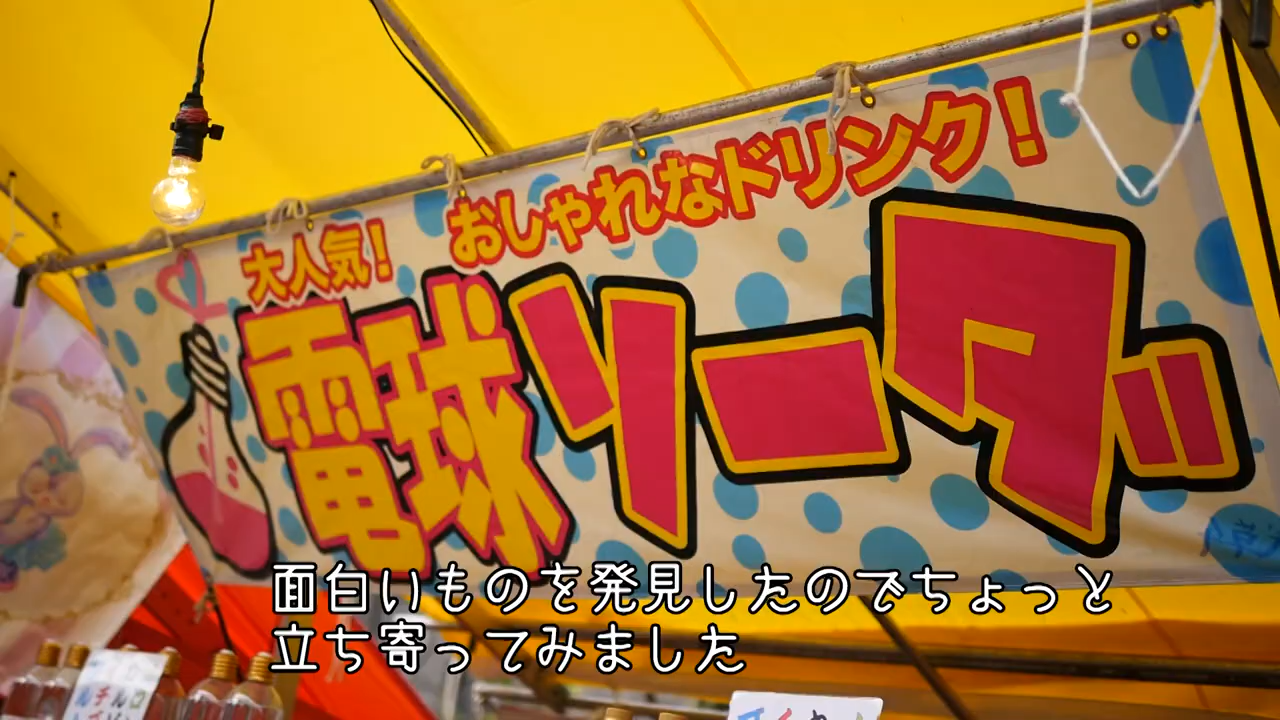 大人気! おしゃれなドリンク!
電球リーダ
面白いものを発見したのでちょっと
立ち寄ってみました